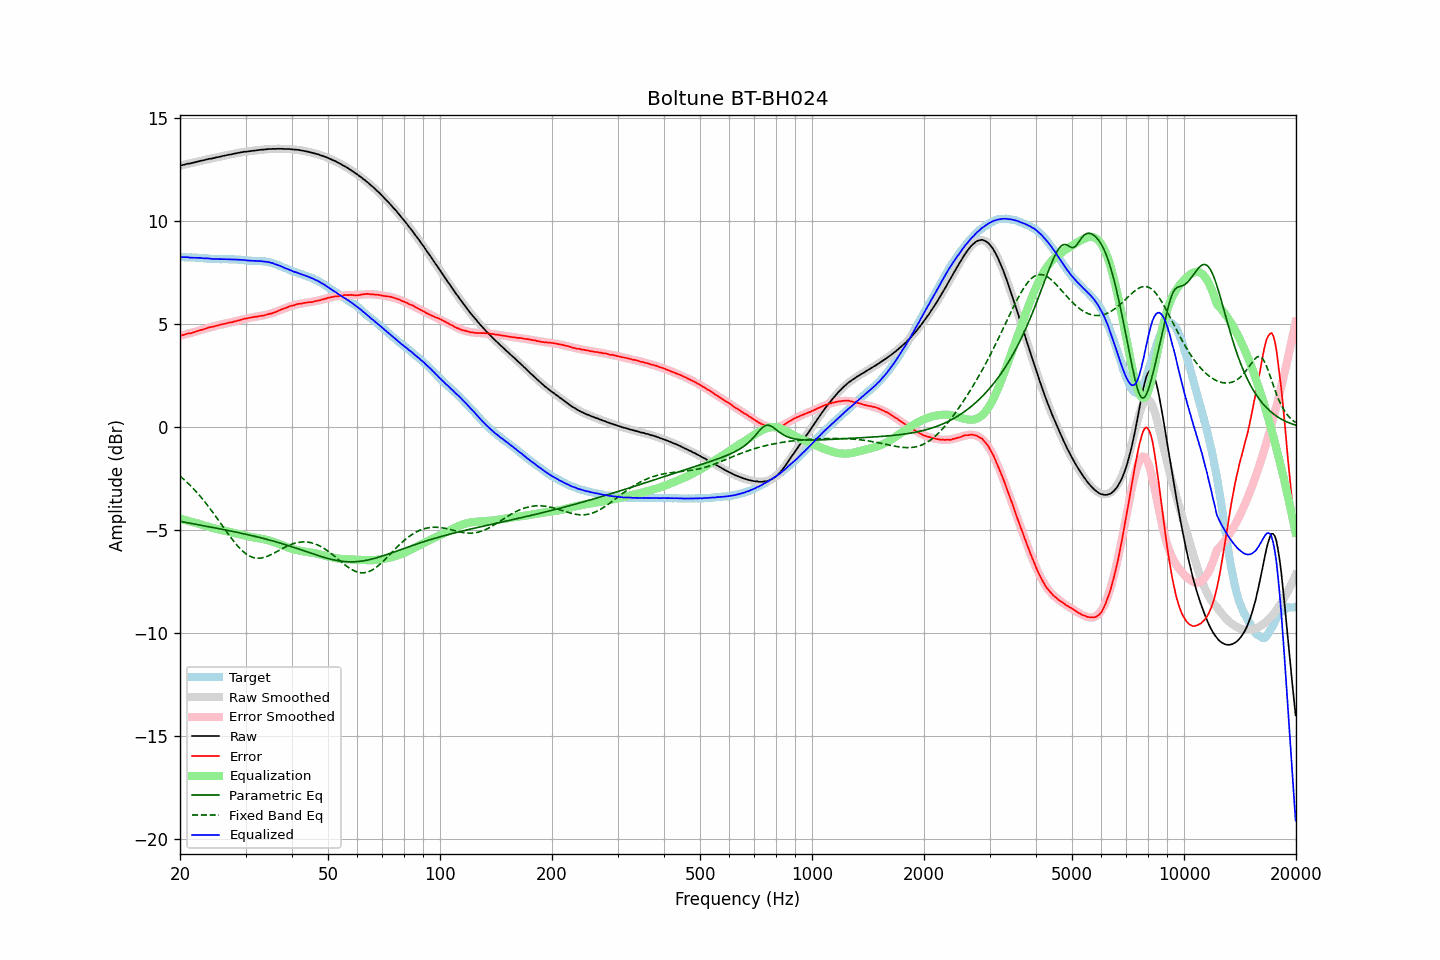 Boltune BT-BH024
15
10
5
0
−5
−10
−15
−20
Amplitude (dBr)
Target
Raw Smoothed
Error Smoothed
Raw
Error
Equalization
Parametric Eq
Fixed Band Eq
Equalized
20 50 100 200 500 1000 2000 5000 10000 20000
Frequency (Hz)